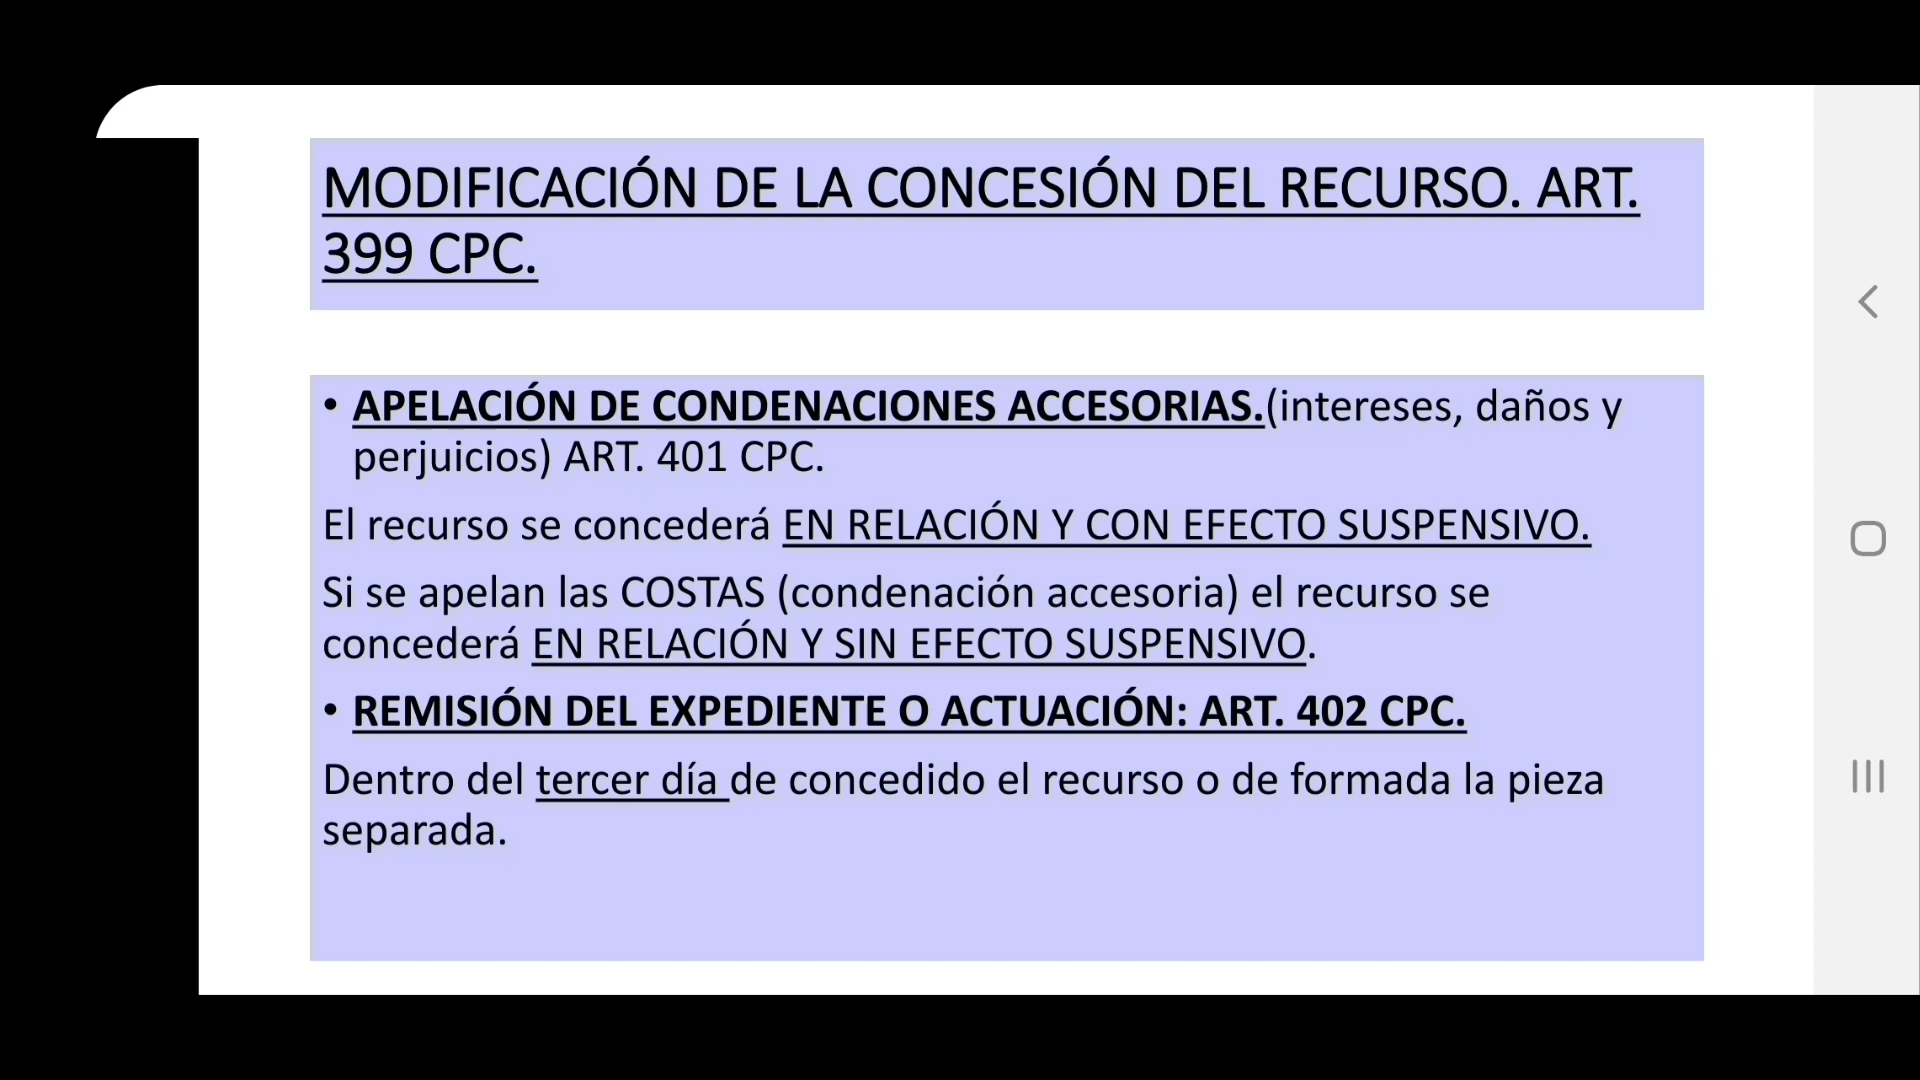 MODIFICACIÓN DE LA CONCESIÓN DEL RECURSO. ART.
399 CPC.
• APELACIÓN DE CONDENACIONES ACCESORIAS.(intereses, daños y
perjuicios) ART. 401 CPC.
El recurso se concederá EN RELACIÓN Y CON EFECTO SUSPENSIVO.
Si se apelan las COSTAS (condenación accesoria) el recurso se
concederá EN RELACIÓN Y SIN EFECTO SUSPENSIVO.
• REMISIÓN DEL EXPEDIENTE O ACTUACIÓN: ART. 402 CPC.
Dentro del tercer día de concedido el recurso o de formada la pieza
separada.